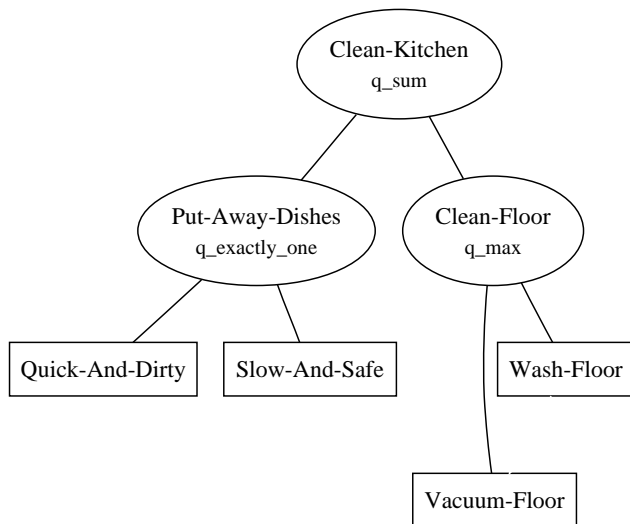 Clean-Kitchen
q_sum
Put-Away-Dishes
q_exactly_one
Clean-Floor
q_max
Quick-And-Dirty
Slow-And-Safe
Wash-Floor
Vacuum-Floor